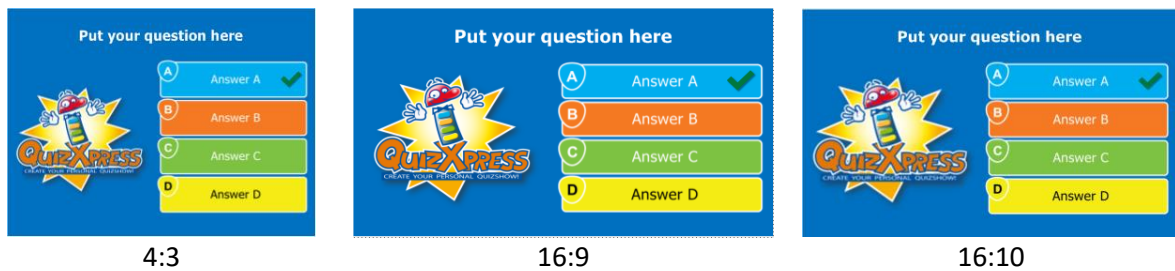 Put your question here
A
Answer A
B
Answer B
C
Answer C
D
Answer D
QUIZXPRESS
CREATE YOUR PERSONAL QUIZSHOW!
4:3
Put your question here
A
Answer A
B
Answer B
C
Answer C
D
Answer D
QUIZXPRESS
CREATE YOUR PERSONAL QUIZSHOW!
16:9
Put your question here
A
Answer A
B
Answer B
C
Answer C
D
Answer D
QUIZXPRESS
CREATE YOUR PERSONAL QUIZSHOW!
16:10